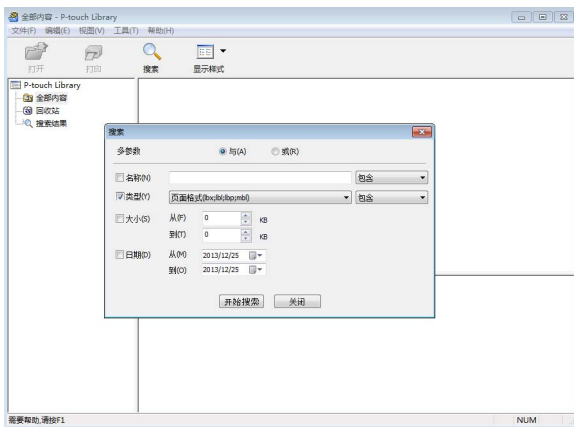 全部内容 - P-touch Library
文件(F) 编辑(E) 视图(V) 工具(T) 帮助(H)
打开 打印 搜索 显示样式
P-touch Library
全部内容
回收站
搜索结果
搜索
多参数 与(A) 或(R)
名称(N) 包含
类型(Y) 页面格式(lbx;lbl;lbp;mbl) 包含
大小(S) 从(F) 0 KB
到(T) 0 KB
日期(D) 从(M) 2013/12/25
到(O) 2013/12/25
开始搜索 关闭
需要帮助,请按F1 NUM